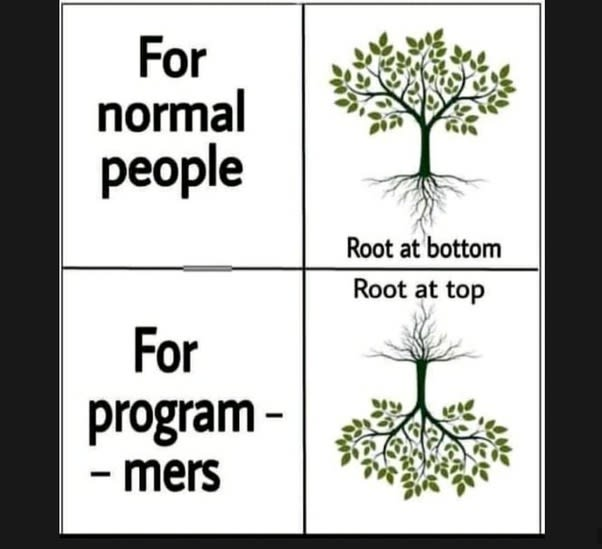 For
normal
people
Root at bottom
Root at top
For
program -
- mers